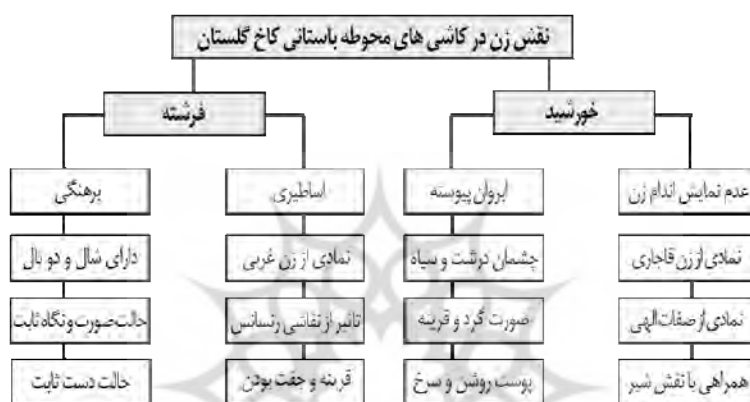 نقش زن در کاشی های محوطه باستانی کاخ گلستان
خورشید
فرشته
عدم نمایش اندام زن
ابروان پیوسته
اساطیری
برهنگی
نمادی از زن قاجاری
چشمان درشت و سیاه
نمادی از زن غربی
دارای شال و دو بال
نمادی از صفات الهی
صورت گرد و قرینه
تاثیر از نقاشی رنسانس
حالت صورت و نگاه ثابت
همراهی با نقش شیر
پوست روشن و سرخ
قرینه و جفت بودن
حالت دست ثابت